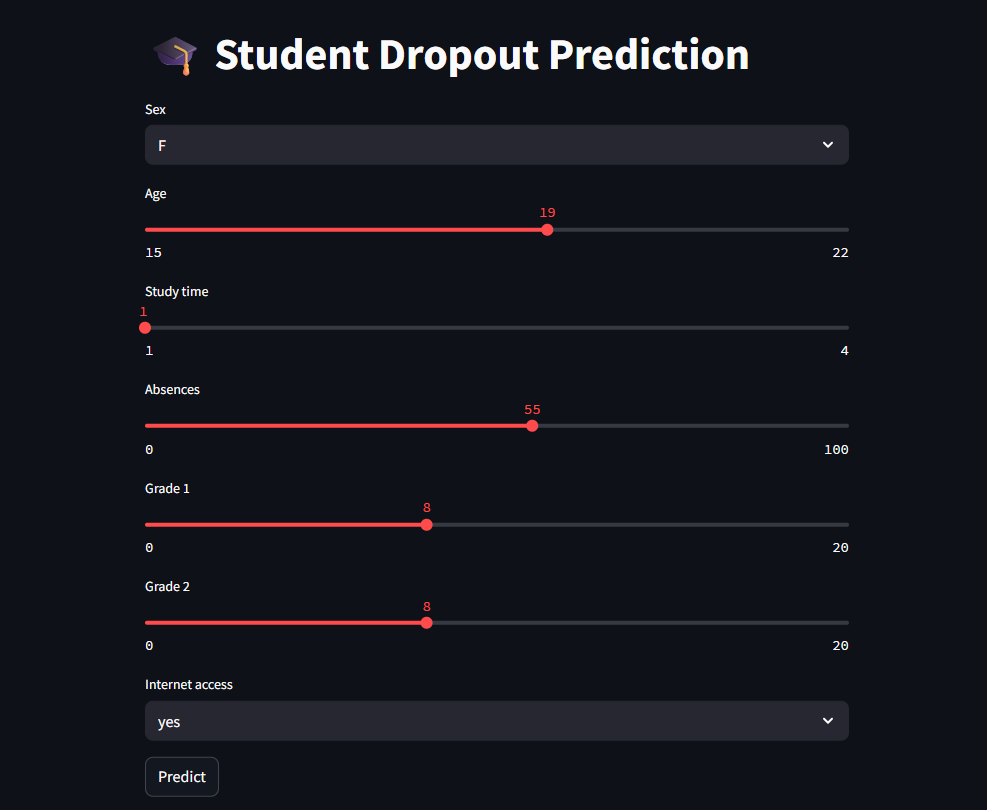 Student Dropout Prediction
Sex
F
Age
19
15 22
Study time
1
1 4
Absences
55
0 100
Grade 1
8
0 20
Grade 2
8
0 20
Internet access
yes
Predict